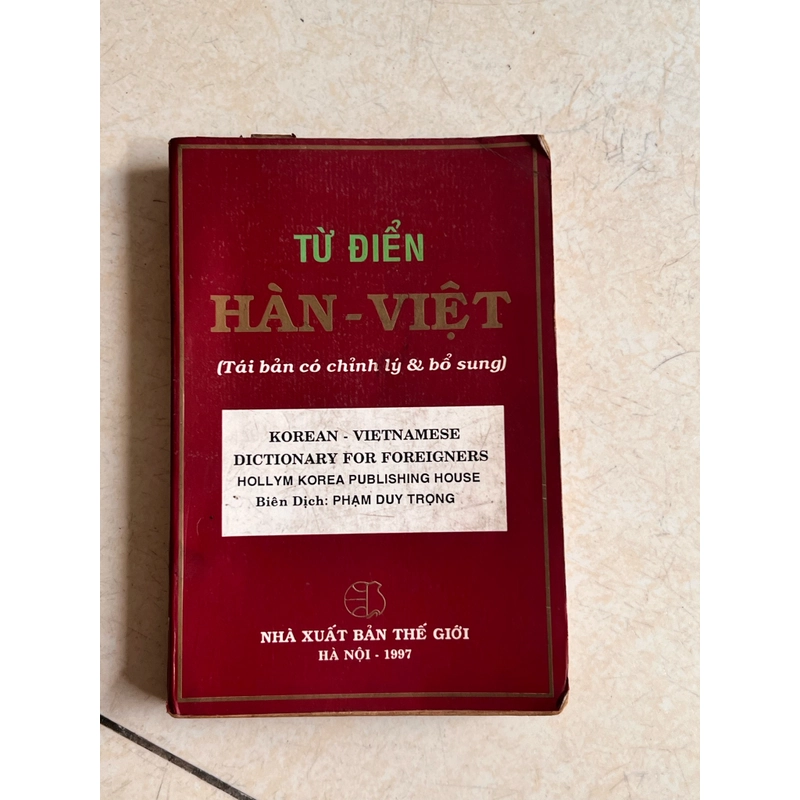 TỪ ĐIỂN
HÀN - VIỆT
(Tái bản có chỉnh lý & bổ sung)
KOREAN - VIETNAMESE
DICTIONARY FOR FOREIGNERS
HOLLYM KOREA PUBLISHING HOUSE
Biên Dịch: PHẠM DUY TRỌNG
NHÀ XUẤT BẢN THẾ GIỚI
HÀ NỘI - 1997